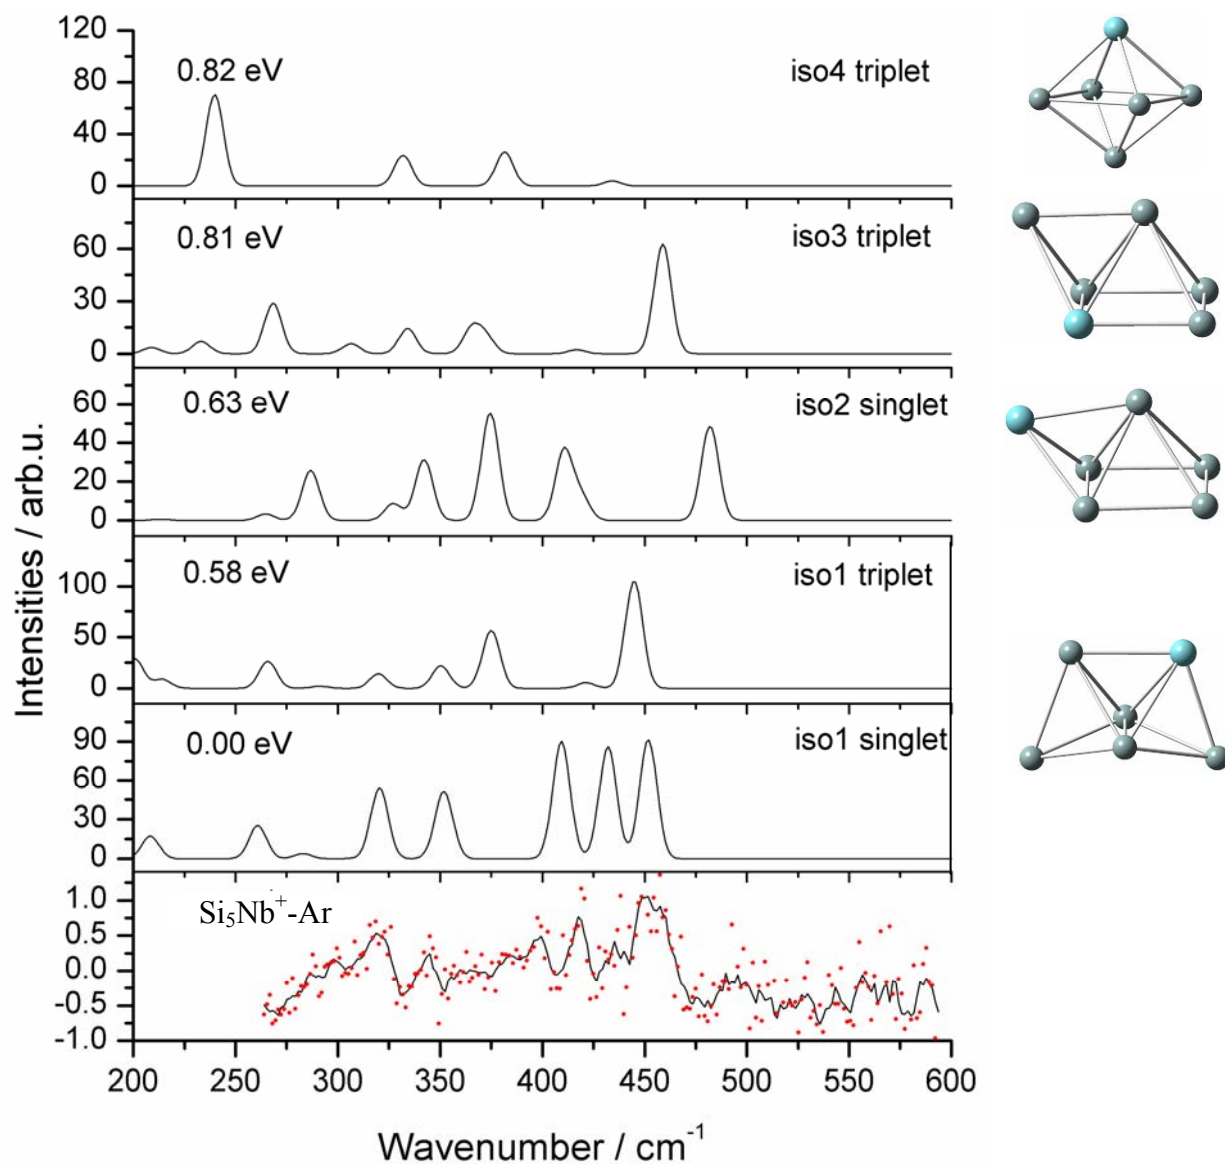 120
80
40
0
0.82 eV
iso4 triplet
60
30
0
0.81 eV
iso3 triplet
60
40
20
0
0.63 eV
iso2 singlet
100
50
0
0.58 eV
iso1 triplet
90
60
30
0
0.00 eV
iso1 singlet
1.0
0.5
0.0
-0.5
-1.0
Si₅Nb⁺-Ar
200 250 300 350 400 450 500 550 600
Wavenumber / cm⁻¹
Intensities / arb.u.